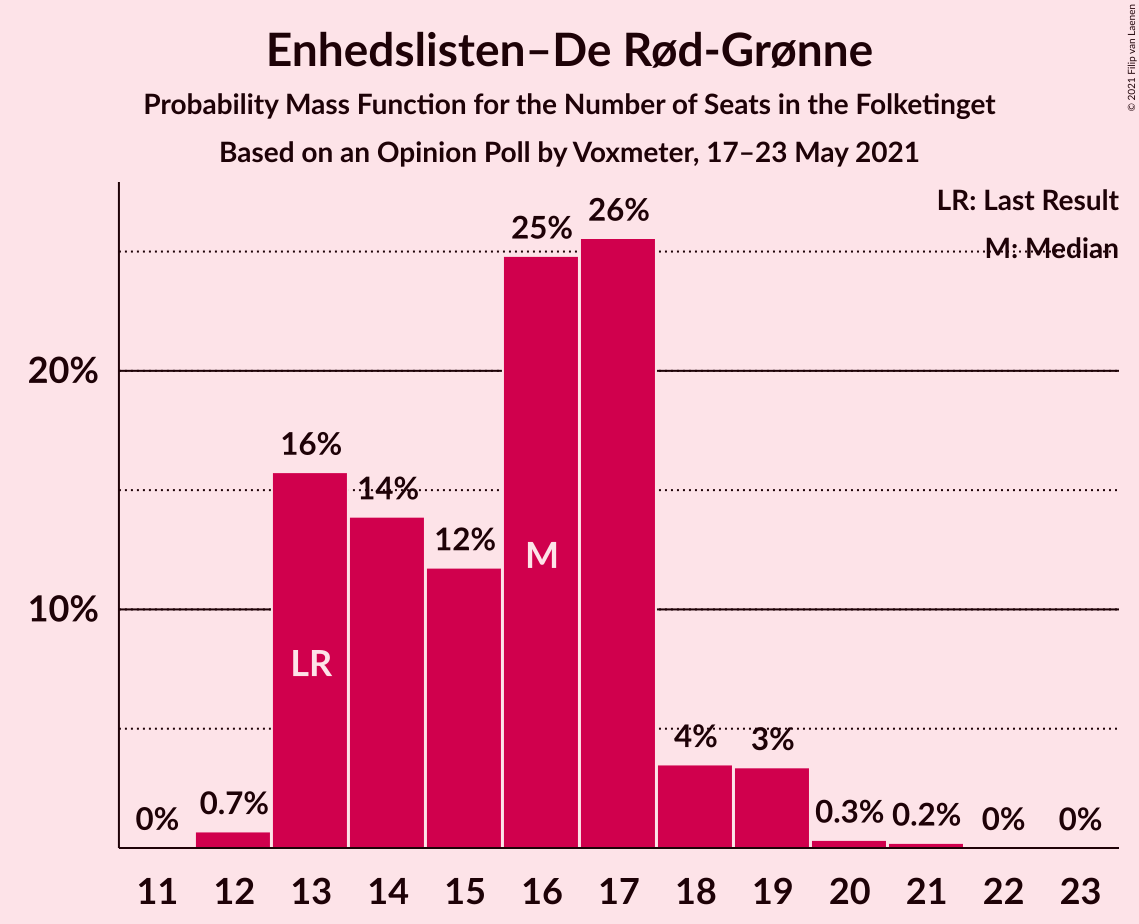 Enhedslisten–De Rød-Grønne
Probability Mass Function for the Number of Seats in the Folketinget
Based on an Opinion Poll by Voxmeter, 17–23 May 2021
© 2021 Filip van Laenen
LR: Last Result
M: Median
26%
25%
20%
16%
14%
12%
M
10%
LR
4%
3%
0%
0.7%
0.3%
0.2%
0%
0%
11 12 13 14 15 16 17 18 19 20 21 22 23